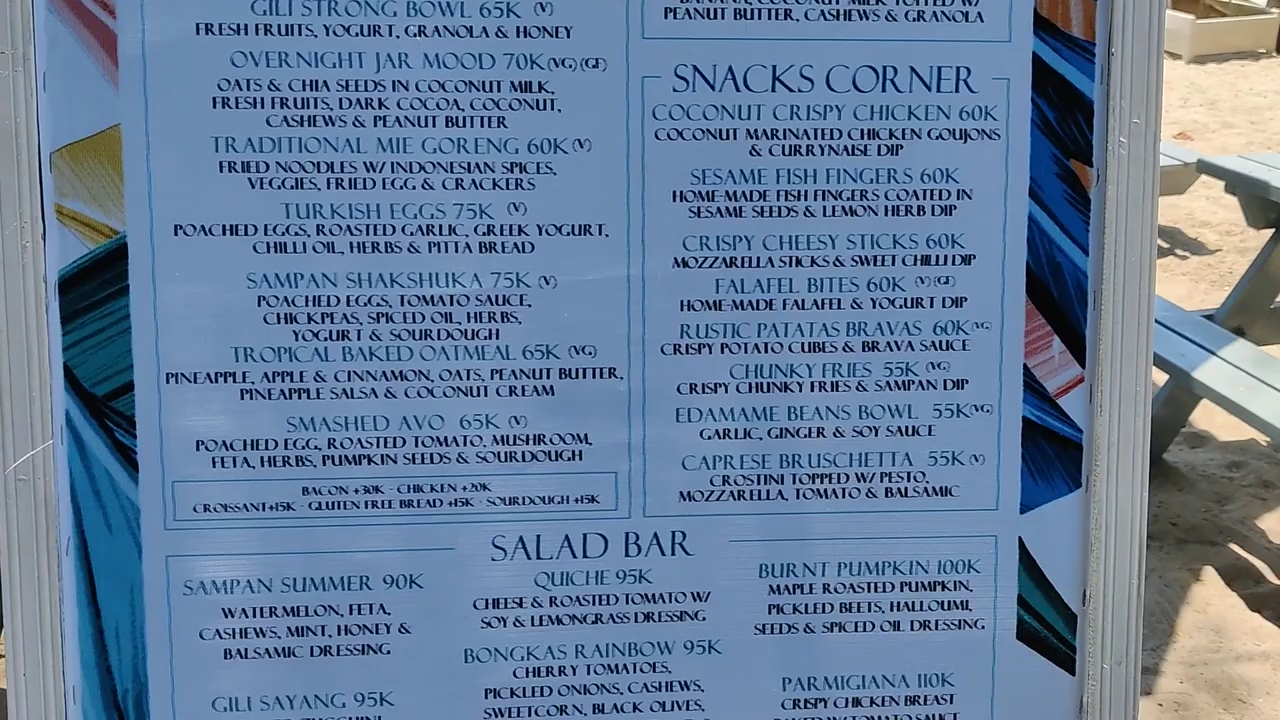 GILI STRONG BOWL 65K (V)
FRESH FRUITS, YOGURT, GRANOLA & HONEY
OVERNIGHT JAR MOOD 70K (VG) (GF)
OATS & CHIA SEEDS IN COCONUT MILK,
FRESH FRUITS, DARK COCOA, COCONUT,
CASHEWS & PEANUT BUTTER
TRADITIONAL MIE GORENG 60K (V)
FRIED NOODLES W/ INDONESIAN SPICES,
VEGGIES, FRIED EGG & CRACKERS
TURKISH EGGS 75K (V)
POACHED EGGS, ROASTED GARLIC, GREEK YOGURT,
CHILLI OIL, HERBS & PITTA BREAD
SAMPAN SHAKSHUKA 75K (V)
POACHED EGGS, TOMATO SAUCE,
CHICKPEAS, SPICED OIL, HERBS,
YOGURT & SOURDOUGH
TROPICAL BAKED OATMEAL 65K (VG)
PINEAPPLE, APPLE & CINNAMON, OATS, PEANUT BUTTER,
PINEAPPLE SALSA & COCONUT CREAM
SMASHED AVO 65K (V)
POACHED EGG, ROASTED TOMATO, MUSHROOM,
FETA, HERBS, PUMPKIN SEEDS & SOURDOUGH
BACON +30K - CHICKEN +20K
CROISSANT+15K - GLUTEN FREE BREAD +15K - SOURDOUGH +15K
BANANA, COCONUT MILK TOPPED W/
PEANUT BUTTER, CASHEWS & GRANOLA
SNACKS CORNER
COCONUT CRISPY CHICKEN 60K
COCONUT MARINATED CHICKEN GOUJONS
& CURRYNAISE DIP
SESAME FISH FINGERS 60K
HOME-MADE FISH FINGERS COATED IN
SESAME SEEDS & LEMON HERB DIP
CRISPY CHEESY STICKS 60K
MOZZARELLA STICKS & SWEET CHILLI DIP
FALAFEL BITES 60K (V) (GF)
HOME-MADE FALAFEL & YOGURT DIP
RUSTIC PATATAS BRAVAS 60K (VG)
CRISPY POTATO CUBES & BRAVA SAUCE
CHUNKY FRIES 55K (VG)
CRISPY CHUNKY FRIES & SAMPAN DIP
EDAMAME BEANS BOWL 55K (VG)
GARLIC, GINGER & SOY SAUCE
CAPRESE BRUSCHETTA 55K (V)
CROSTINI TOPPED W/ PESTO,
MOZZARELLA, TOMATO & BALSAMIC
SALAD BAR
SAMPAN SUMMER 90K
WATERMELON, FETA,
CASHEWS, MINT, HONEY &
BALSAMIC DRESSING
GILI SAYANG 95K
QUICHE 95K
CHEESE & ROASTED TOMATO W/
SOY & LEMONGRASS DRESSING
BONGKAS RAINBOW 95K
CHERRY TOMATOES,
PICKLED ONIONS, CASHEWS,
SWEETCORN, BLACK OLIVES,
BURNT PUMPKIN 100K
MAPLE ROASTED PUMPKIN,
PICKLED BEETS, HALLOUMI,
SEEDS & SPICED OIL DRESSING
PARMIGIANA 110K
CRISPY CHICKEN BREAST
BAKED W/ TOMATO SAUCE